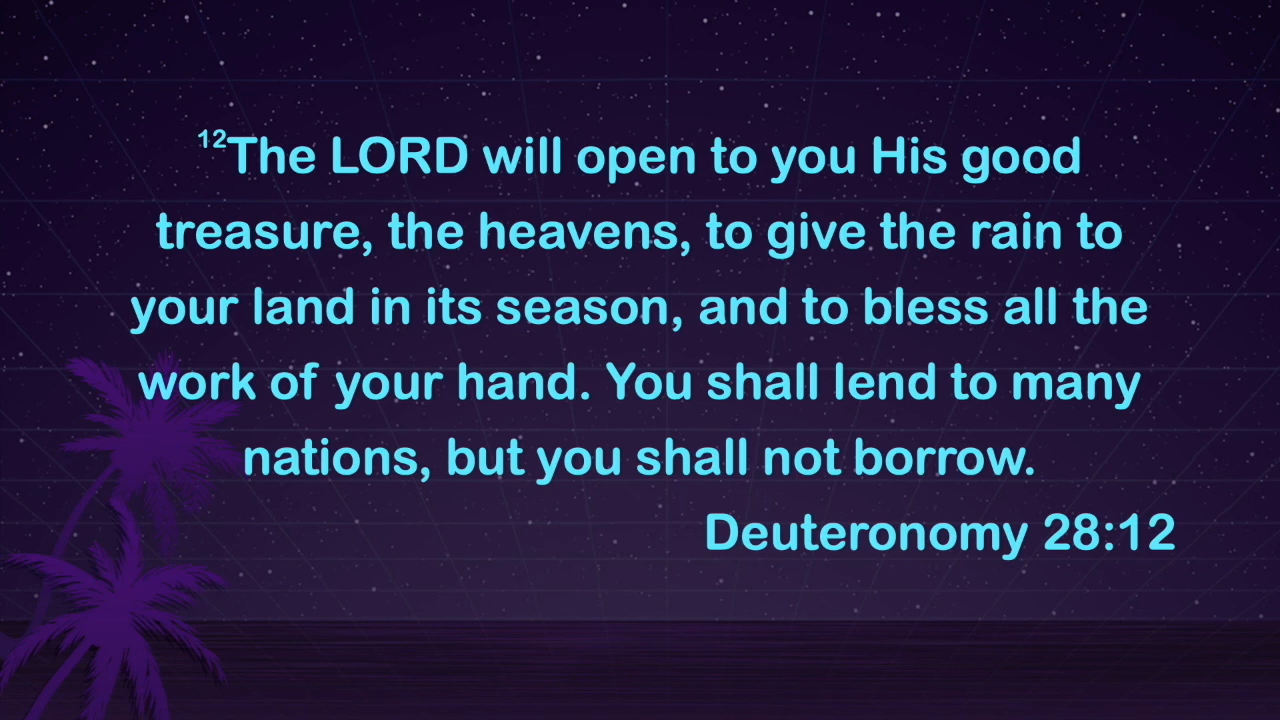 12The LORD will open to you His good
treasure, the heavens, to give the rain to
your land in its season, and to bless all the
work of your hand. You shall lend to many
nations, but you shall not borrow.
Deuteronomy 28:12